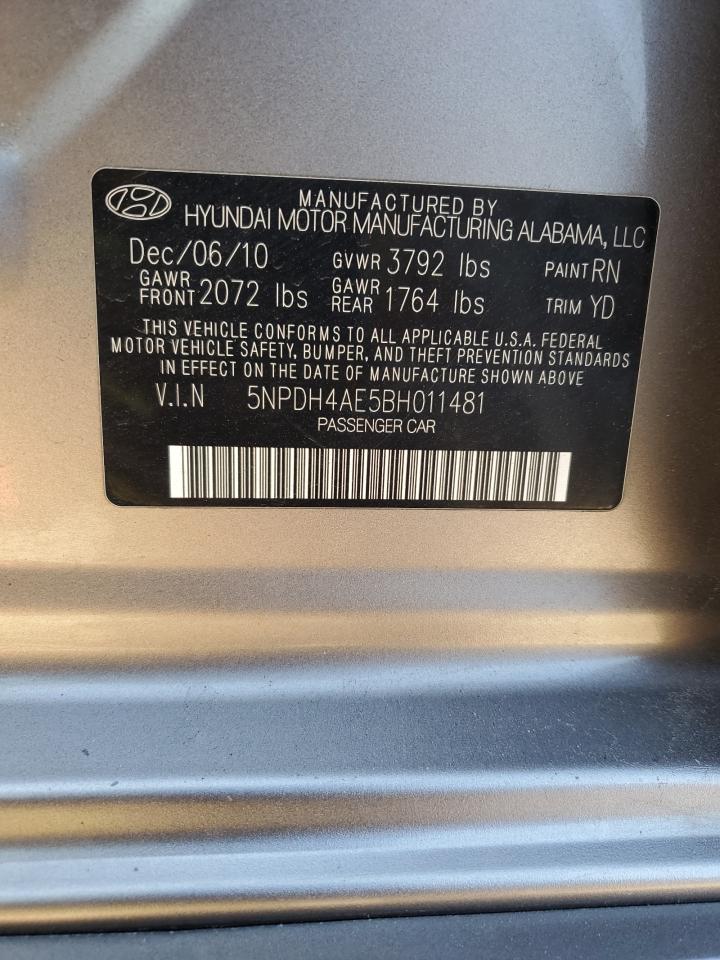 MANUFACTURED BY
HYUNDAI MOTOR MANUFACTURING ALABAMA, LLC
Dec/06/10 GVWR 3792 lbs PAINT RN
GAWR FRONT 2072 lbs GAWR REAR 1764 lbs TRIM YD
THIS VEHICLE CONFORMS TO ALL APPLICABLE U.S.A. FEDERAL
MOTOR VEHICLE SAFETY, BUMPER, AND THEFT PREVENTION STANDARDS
IN EFFECT ON THE DATE OF MANUFACTURE SHOWN ABOVE
V.I.N 5NPDH4AE5BH011481
PASSENGER CAR